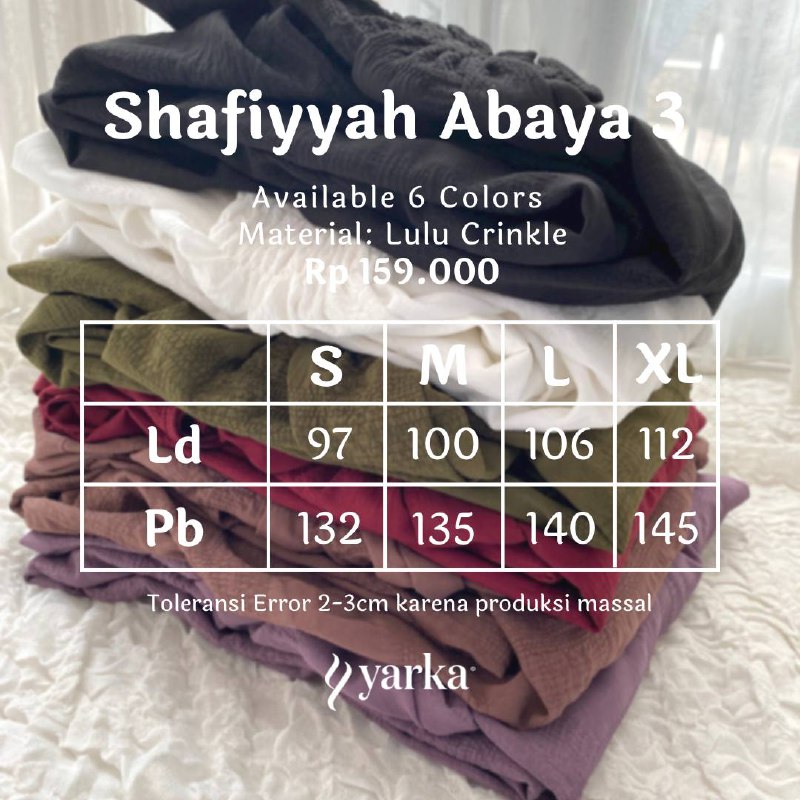 Shafiyyah Abaya 3
Available 6 Colors
Material: Lulu Crinkle
Rp 159.000
S M L XL
Ld 97 100 106 112
Pb 132 135 140 145
Toleransi Error 2-3cm karena produksi massal
yarka